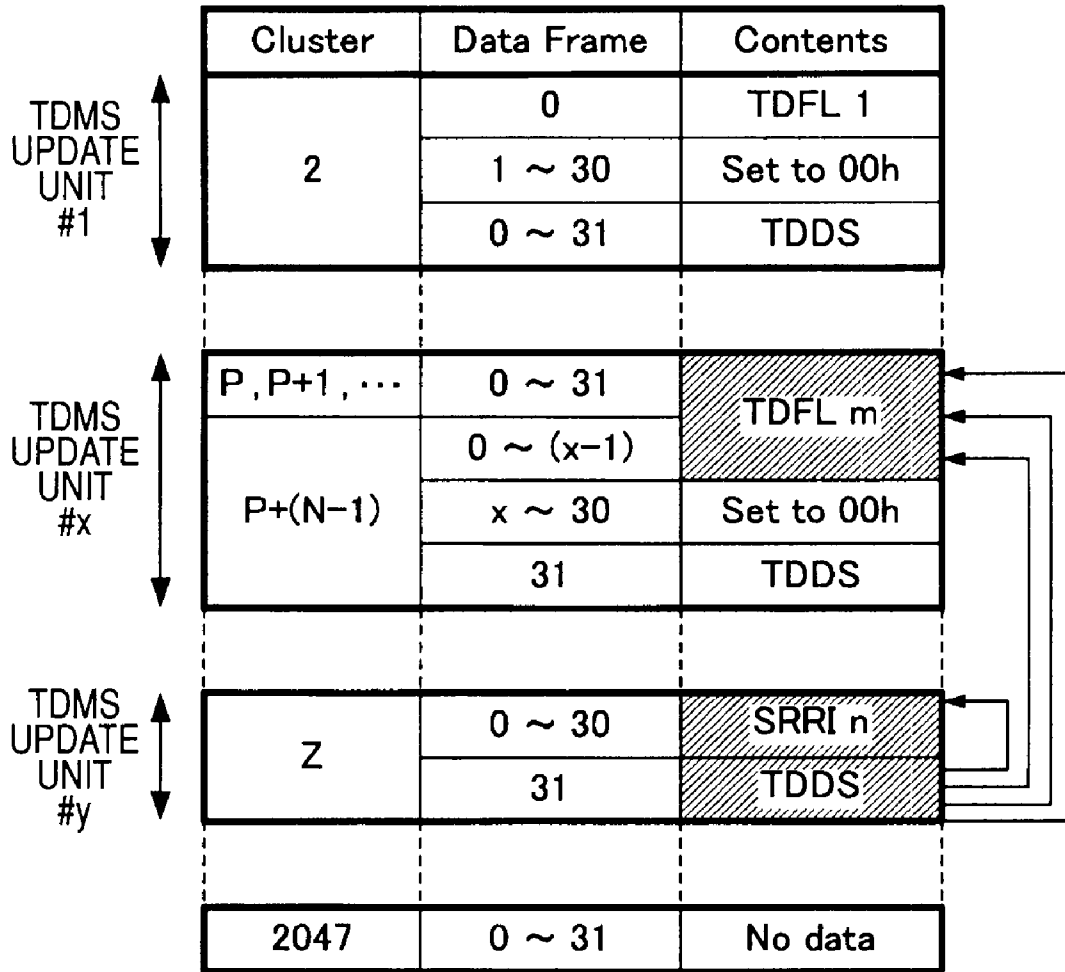 Cluster Data Frame Contents
TDMS
UPDATE
UNIT
#1
2
0 TDFL 1
1 ~ 30 Set to 00h
0 ~ 31 TDDS
TDMS
UPDATE
UNIT
#x
P, P+1, ⋯ 0 ~ 31
TDFL m
0 ~ (x-1)
P+(N-1)
x ~ 30 Set to 00h
31 TDDS
TDMS
UPDATE
UNIT
#y
Z
0 ~ 30 SRRI n
31 TDDS
2047 0 ~ 31 No data